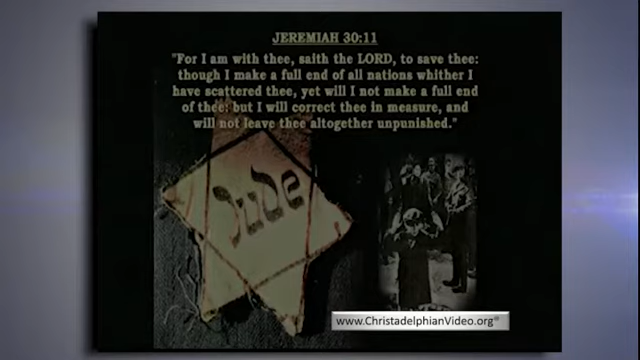 JEREMIAH 30:11
"For I am with thee, saith the LORD, to save thee:
though I make a full end of all nations whither I
have scattered thee, yet will I not make a full end
of thee: but I will correct thee in measure, and
will not leave thee altogether unpunished."
Jude
www.ChristadelphianVideo.org®